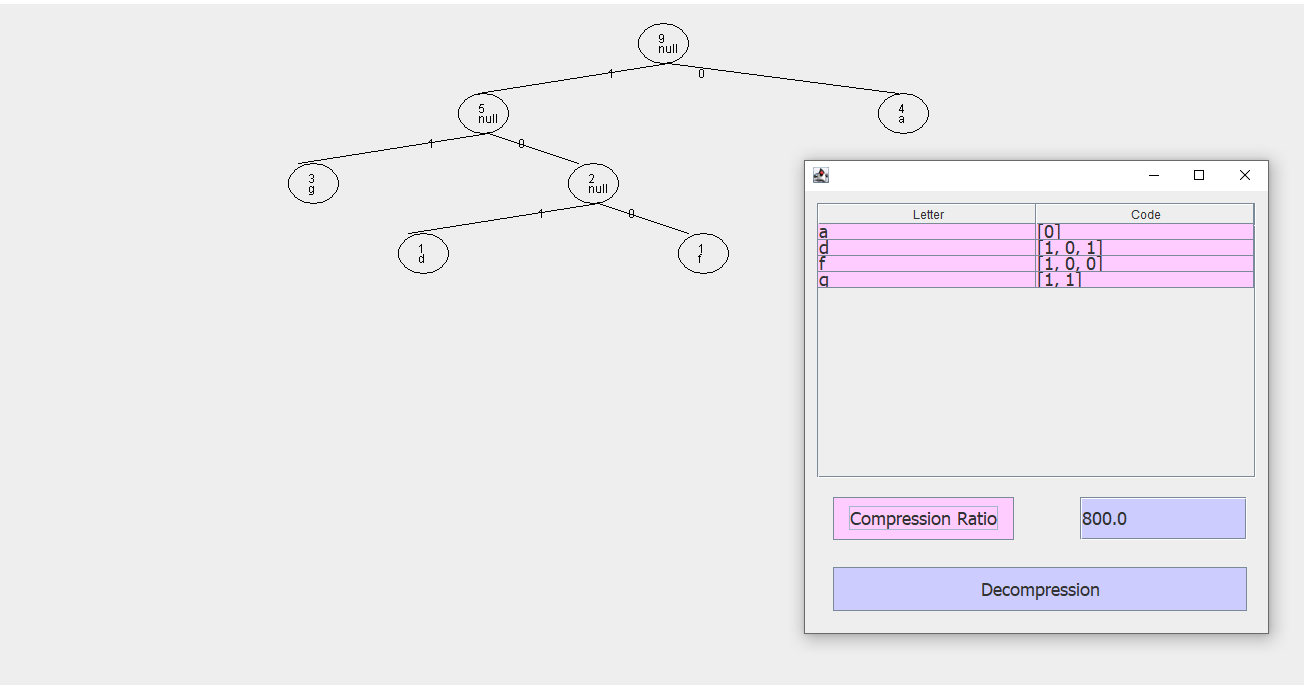 9
null
1
0
5
null
4
a
1
0
3
g
2
null
1
0
1
d
1
f
Letter Code
a [0]
d [1, 0, 1]
f [1, 0, 0]
g [1, 1]
Compression Ratio 800.0
Decompression